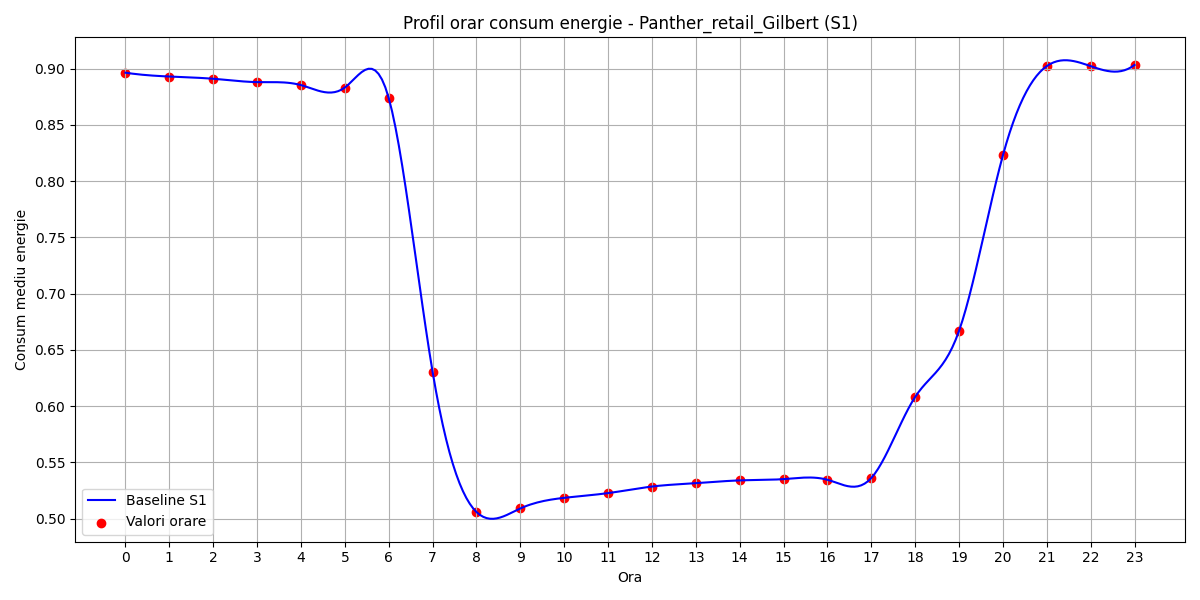 Profil orar consum energie - Panther_retail_Gilbert (S1)
Consum mediu energie
0.90
0.85
0.80
0.75
0.70
0.65
0.60
0.55
0.50
Baseline S1
Valori orare
0 1 2 3 4 5 6 7 8 9 10 11 12 13 14 15 16 17 18 19 20 21 22 23
Ora